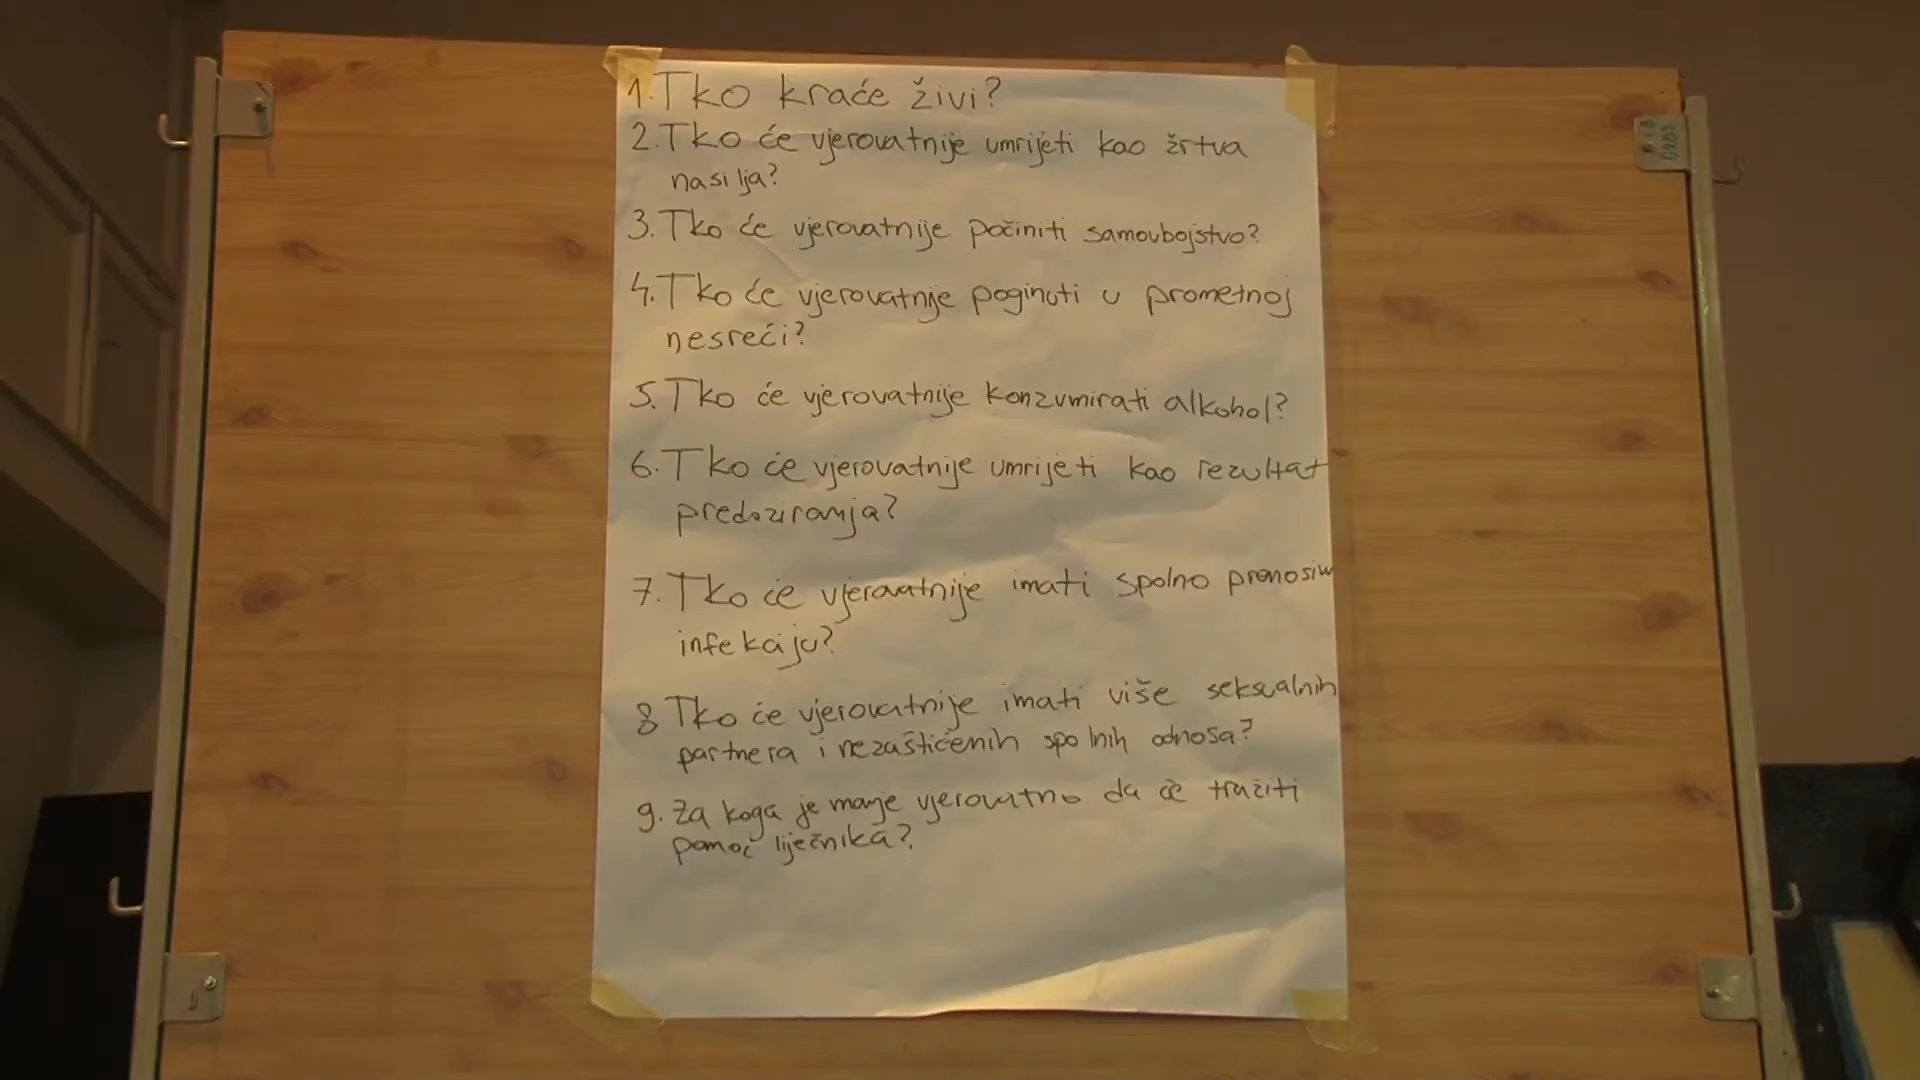 1. Tko kraće živi?
2. Tko će vjerovatnije umrijeti kao žrtva
nasilja?
3. Tko će vjerovatnije počiniti samoubojstvo?
4. Tko će vjerovatnije poginuti u prometnoj
nesreći?
5. Tko će vjerovatnije konzumirati alkohol?
6. Tko će vjerovatnije umrijeti kao rezultat
predoziranja?
7. Tko će vjerovatnije imati spolno prenosivu
infekciju?
8 Tko će vjerovatnije imati više seksualnih
partnera i nezaštićenih spolnih odnosa?
9. Za koga je manje vjerovatno da će tražiti
pomoć liječnika?